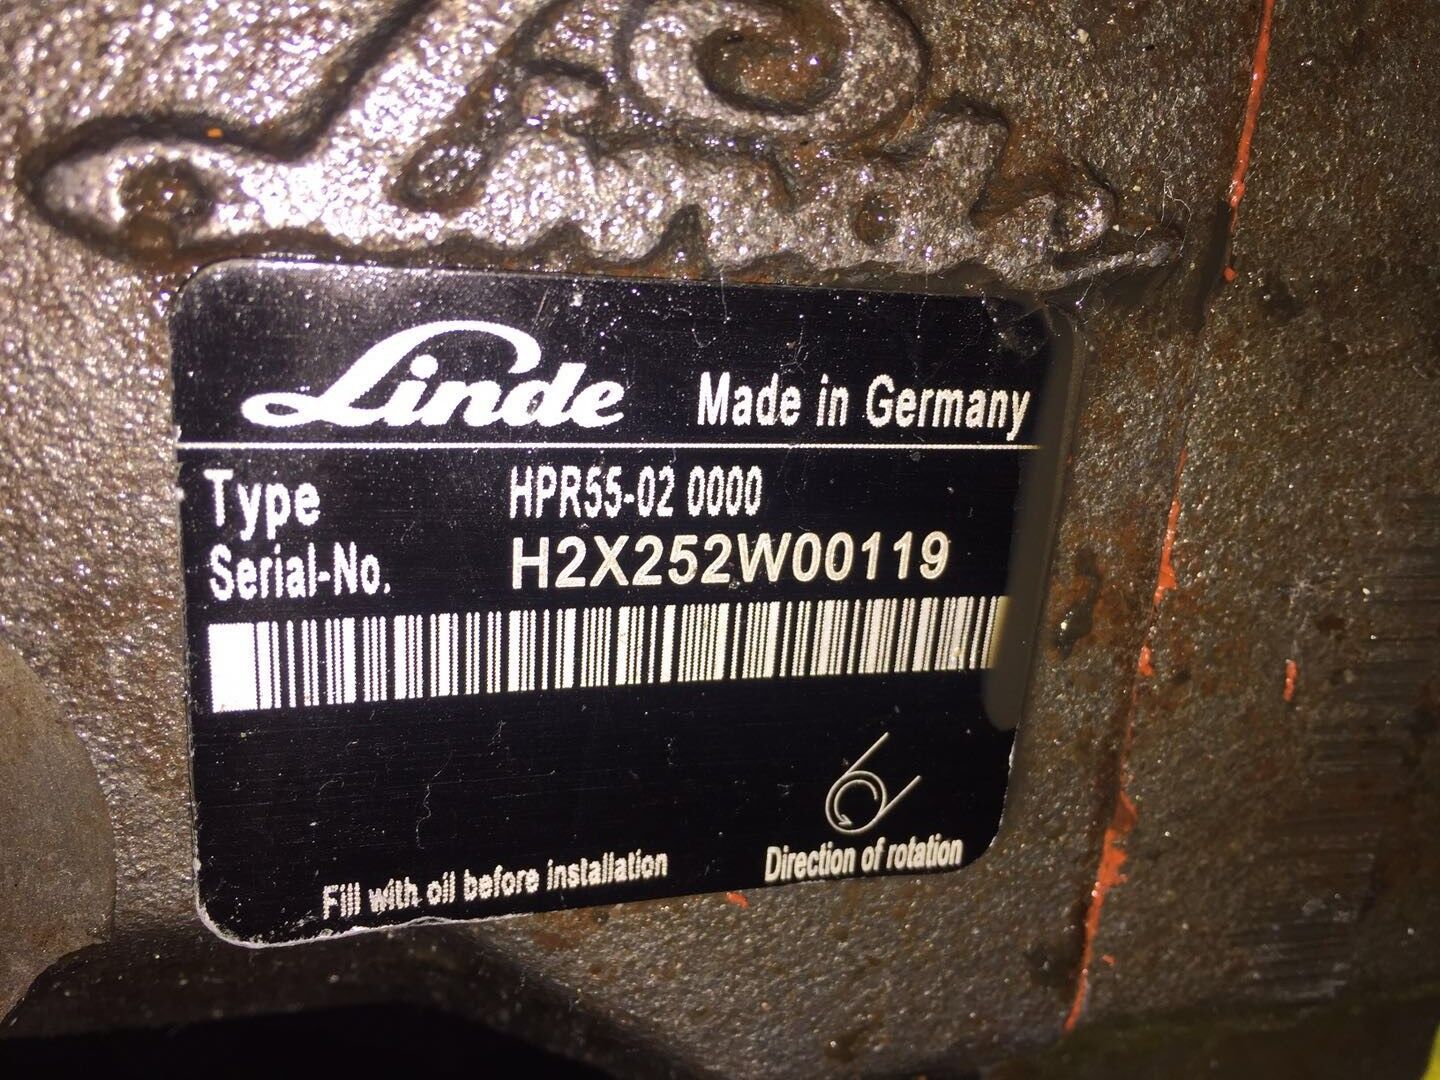 Linde Made in Germany
Type HPR55-02 0000
Serial-No. H2X252W00119
Fill with oil before installation
Direction of rotation